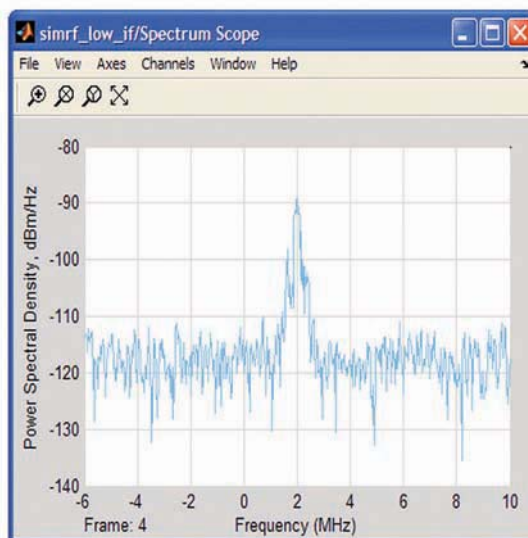 simrf_low_if/Spectrum Scope
File View Axes Channels Window Help
Power Spectral Density, dBm/Hz
-80
-90
-100
-110
-120
-130
-140
-6 -4 -2 0 2 4 6 8 10
Frame: 4 Frequency (MHz)